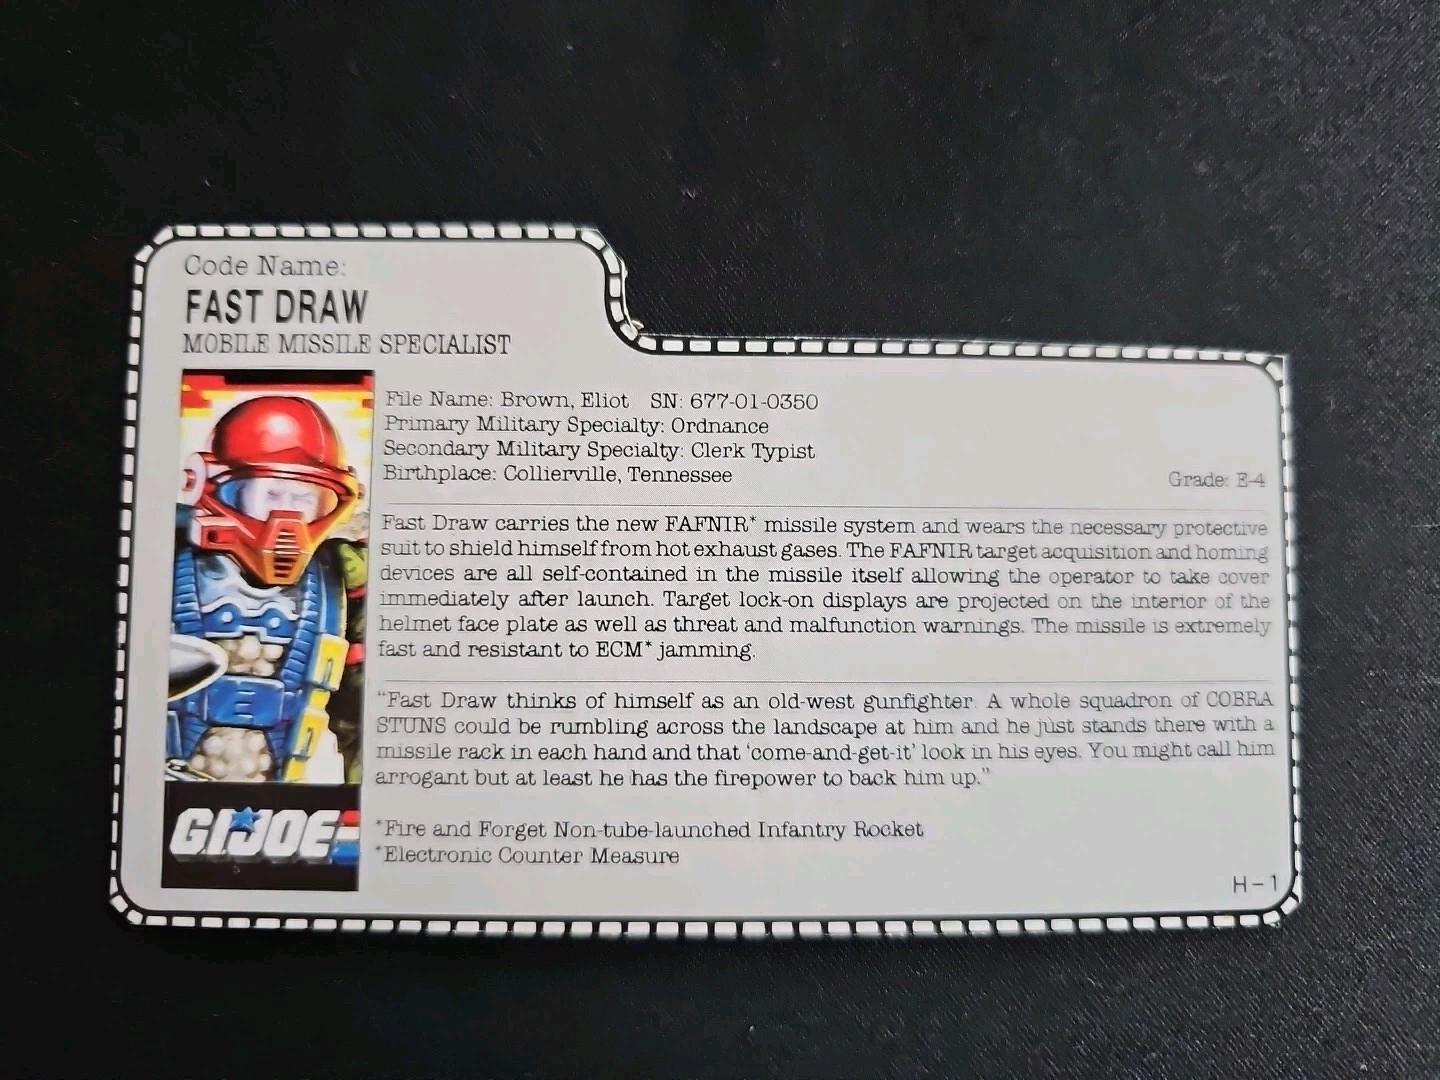 Code Name:
FAST DRAW
MOBILE MISSILE SPECIALIST
File Name: Brown, Eliot SN: 677-01-0350
Primary Military Specialty: Ordnance
Secondary Military Specialty: Clerk Typist
Birthplace: Collierville, Tennessee
Grade: E-4
Fast Draw carries the new FAFNIR* missile system and wears the necessary protective
suit to shield himself from hot exhaust gases. The FAFNIR target acquisition and homing
devices are all self-contained in the missile itself allowing the operator to take cover
immediately after launch. Target lock-on displays are projected on the interior of the
helmet face plate as well as threat and malfunction warnings. The missile is extremely
fast and resistant to ECM* jamming.
"Fast Draw thinks of himself as an old-west gunfighter. A whole squadron of COBRA
STUNS could be rumbling across the landscape at him and he just stands there with a
missile rack in each hand and that 'come-and-get-it' look in his eyes. You might call him
arrogant but at least he has the firepower to back him up."
*Fire and Forget Non-tube-launched Infantry Rocket
*Electronic Counter Measure
GI JOE
H-1